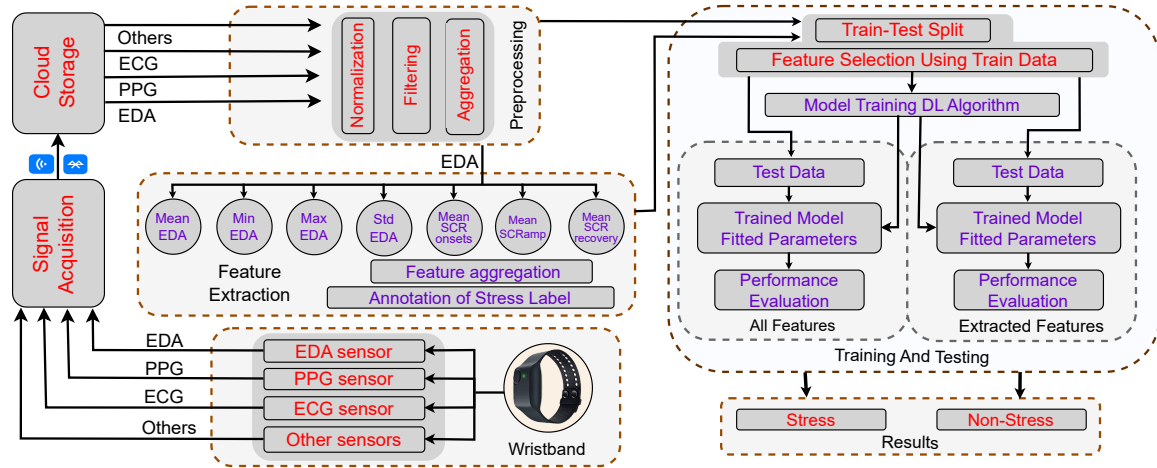 Cloud
Storage
Others
ECG
PPG
EDA
Normalization
Filtering
Aggregation
Preprocessing
EDA
Mean
EDA
Min
EDA
Max
EDA
Std
EDA
Mean
SCR
onsets
Mean
SCRamp
Mean
SCR
recovery
Feature
Extraction
Feature aggregation
Annotation of Stress Label
Signal
Acquisition
EDA
PPG
ECG
Others
EDA sensor
PPG sensor
ECG sensor
Other sensors
Wristband
Train-Test Split
Feature Selection Using Train Data
Model Training DL Algorithm
Test Data
Trained Model
Fitted Parameters
Performance
Evaluation
All Features
Test Data
Trained Model
Fitted Parameters
Performance
Evaluation
Extracted Features
Training And Testing
Stress
Non-Stress
Results